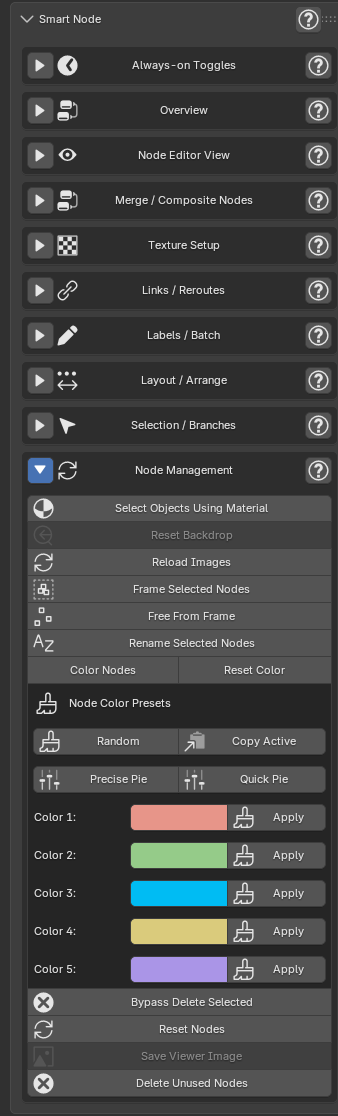 Smart Node
Always-on Toggles
Overview
Node Editor View
Merge / Composite Nodes
Texture Setup
Links / Reroutes
Labels / Batch
Layout / Arrange
Selection / Branches
Node Management
Select Objects Using Material
Reset Backdrop
Reload Images
Frame Selected Nodes
Free From Frame
AZ Rename Selected Nodes
Color Nodes Reset Color
Node Color Presets
Random Copy Active
Precise Pie Quick Pie
Color 1: Apply
Color 2: Apply
Color 3: Apply
Color 4: Apply
Color 5: Apply
Bypass Delete Selected
Reset Nodes
Save Viewer Image
Delete Unused Nodes